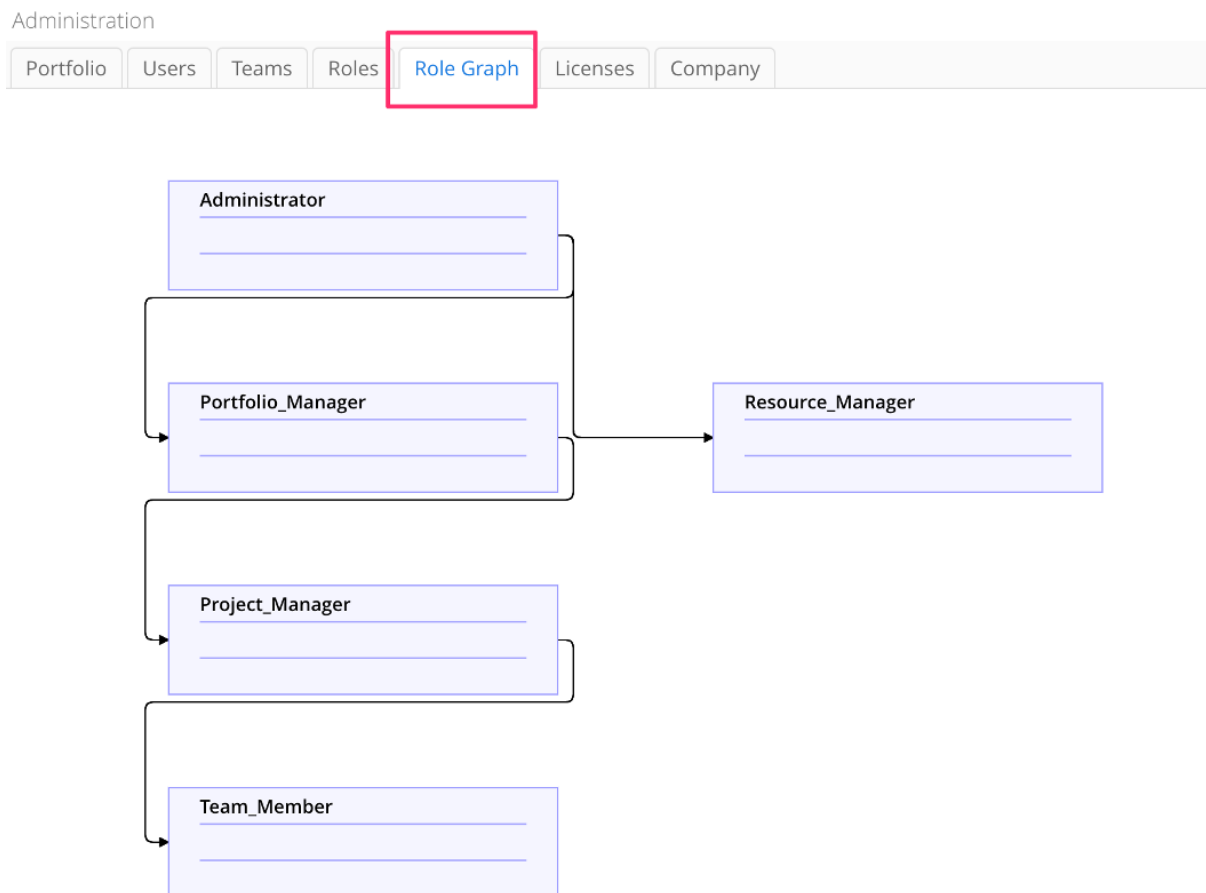 Administration
Portfolio Users Teams Roles Role Graph Licenses Company
Administrator
Portfolio_Manager Resource_Manager
Project_Manager
Team_Member